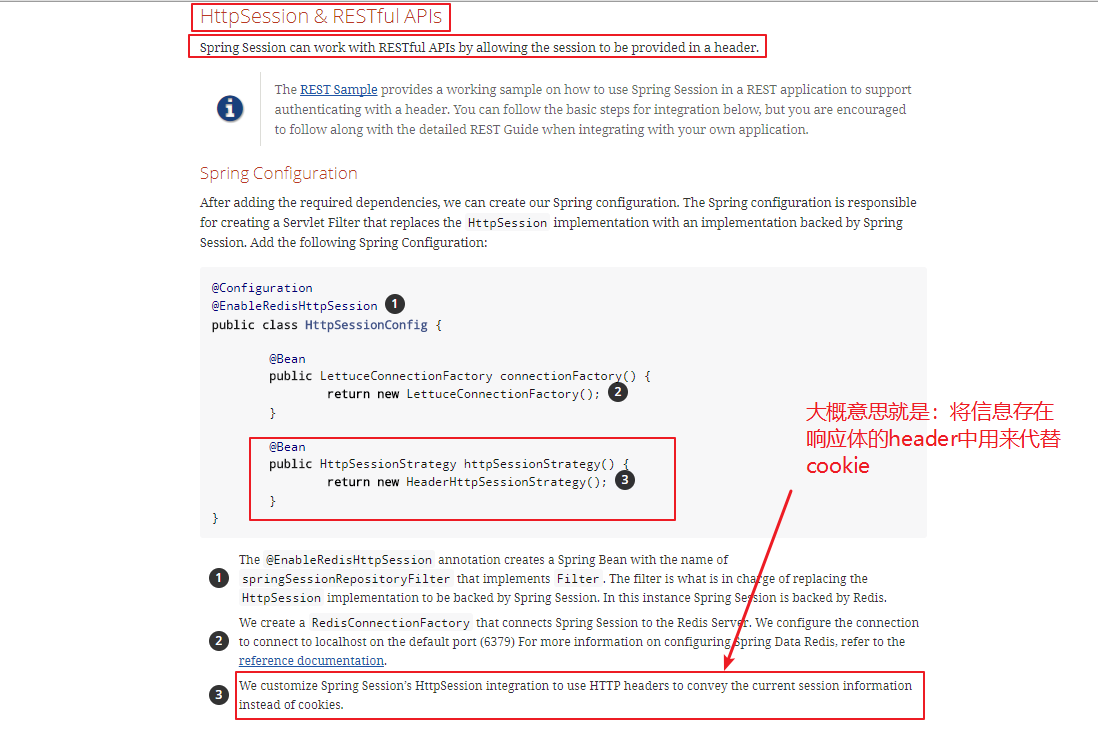 HttpSession & RESTful APIs
Spring Session can work with RESTful APIs by allowing the session to be provided in a header.
The REST Sample provides a working sample on how to use Spring Session in a REST application to support
authenticating with a header. You can follow the basic steps for integration below, but you are encouraged
to follow along with the detailed REST Guide when integrating with your own application.
Spring Configuration
After adding the required dependencies, we can create our Spring configuration. The Spring configuration is responsible
for creating a Servlet Filter that replaces the HttpSession implementation with an implementation backed by Spring
Session. Add the following Spring Configuration:
@Configuration
@EnableRedisHttpSession 1
public class HttpSessionConfig {
@Bean
public LettuceConnectionFactory connectionFactory() {
return new LettuceConnectionFactory(); 2
}
@Bean
public HttpSessionStrategy httpSessionStrategy() {
return new HeaderHttpSessionStrategy(); 3
}
}
大概意思就是：将信息存在
响应体的header中用来代替
cookie
1 The @EnableRedisHttpSession annotation creates a Spring Bean with the name of
springSessionRepositoryFilter that implements Filter. The filter is what is in charge of replacing the
HttpSession implementation to be backed by Spring Session. In this instance Spring Session is backed by Redis.
2 We create a RedisConnectionFactory that connects Spring Session to the Redis Server. We configure the connection
to connect to localhost on the default port (6379) For more information on configuring Spring Data Redis, refer to the
reference documentation.
3 We customize Spring Session's HttpSession integration to use HTTP headers to convey the current session information
instead of cookies.